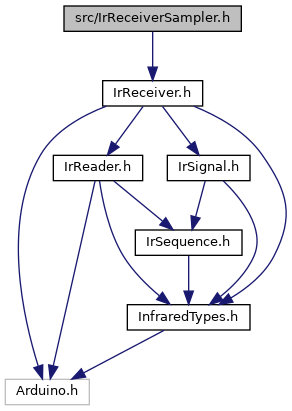 src/IrReceiverSampler.h
IrReceiver.h
IrReader.h
IrSignal.h
IrSequence.h
InfraredTypes.h
Arduino.h